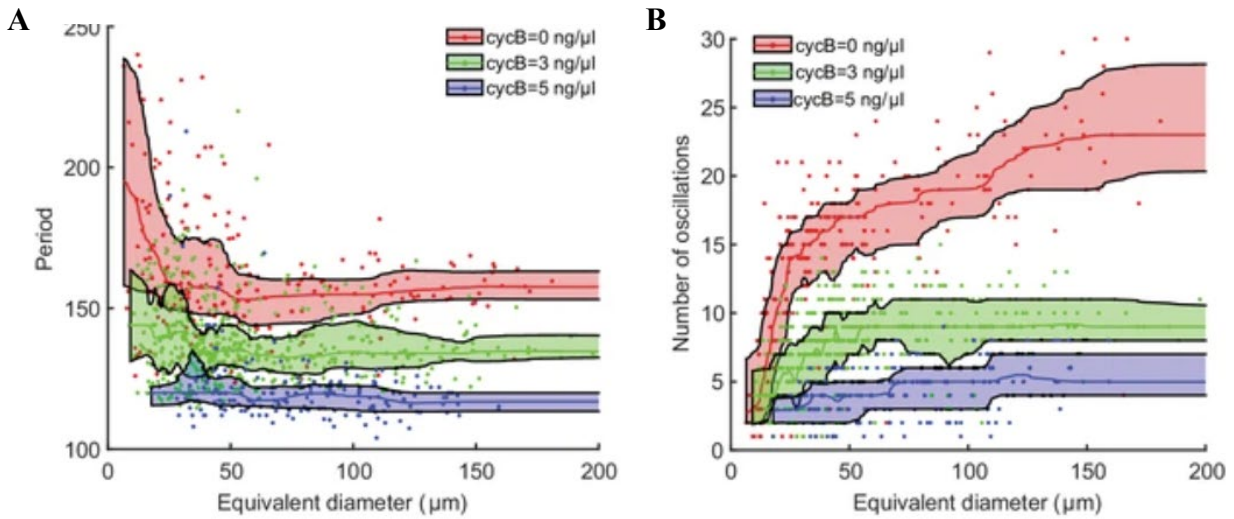 A
250
200
150
100
Period
0
50
100
150
200
Equivalent diameter (µm)
cycB=0 ng/µl
cycB=3 ng/µl
cycB=5 ng/µl
B
30
25
20
15
10
5
0
Number of oscillations
0
50
100
150
200
Equivalent diameter (µm)
cycB=0 ng/µl
cycB=3 ng/µl
cycB=5 ng/µl